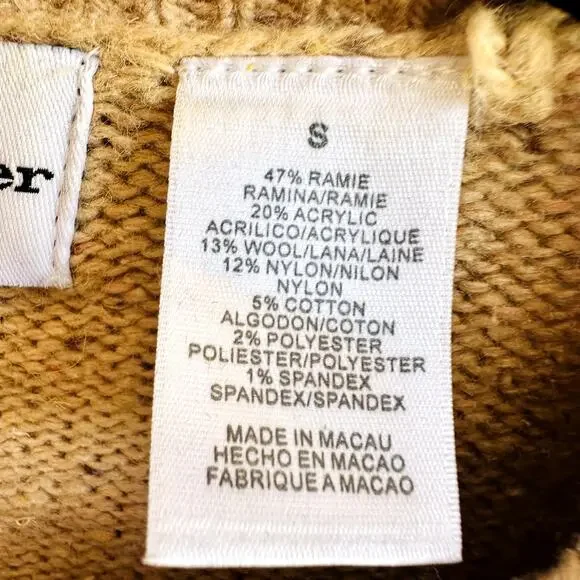 er
S
47% RAMIE
RAMINA/RAMIE
20% ACRYLIC
ACRILICO/ACRYLIQUE
13% WOOL/LANA/LAINE
12% NYLON/NILON
NYLON
5% COTTON
ALGODON/COTON
2% POLYESTER
POLIESTER/POLYESTER
1% SPANDEX
SPANDEX/SPANDEX
MADE IN MACAU
HECHO EN MACAO
FABRIQUE A MACAO